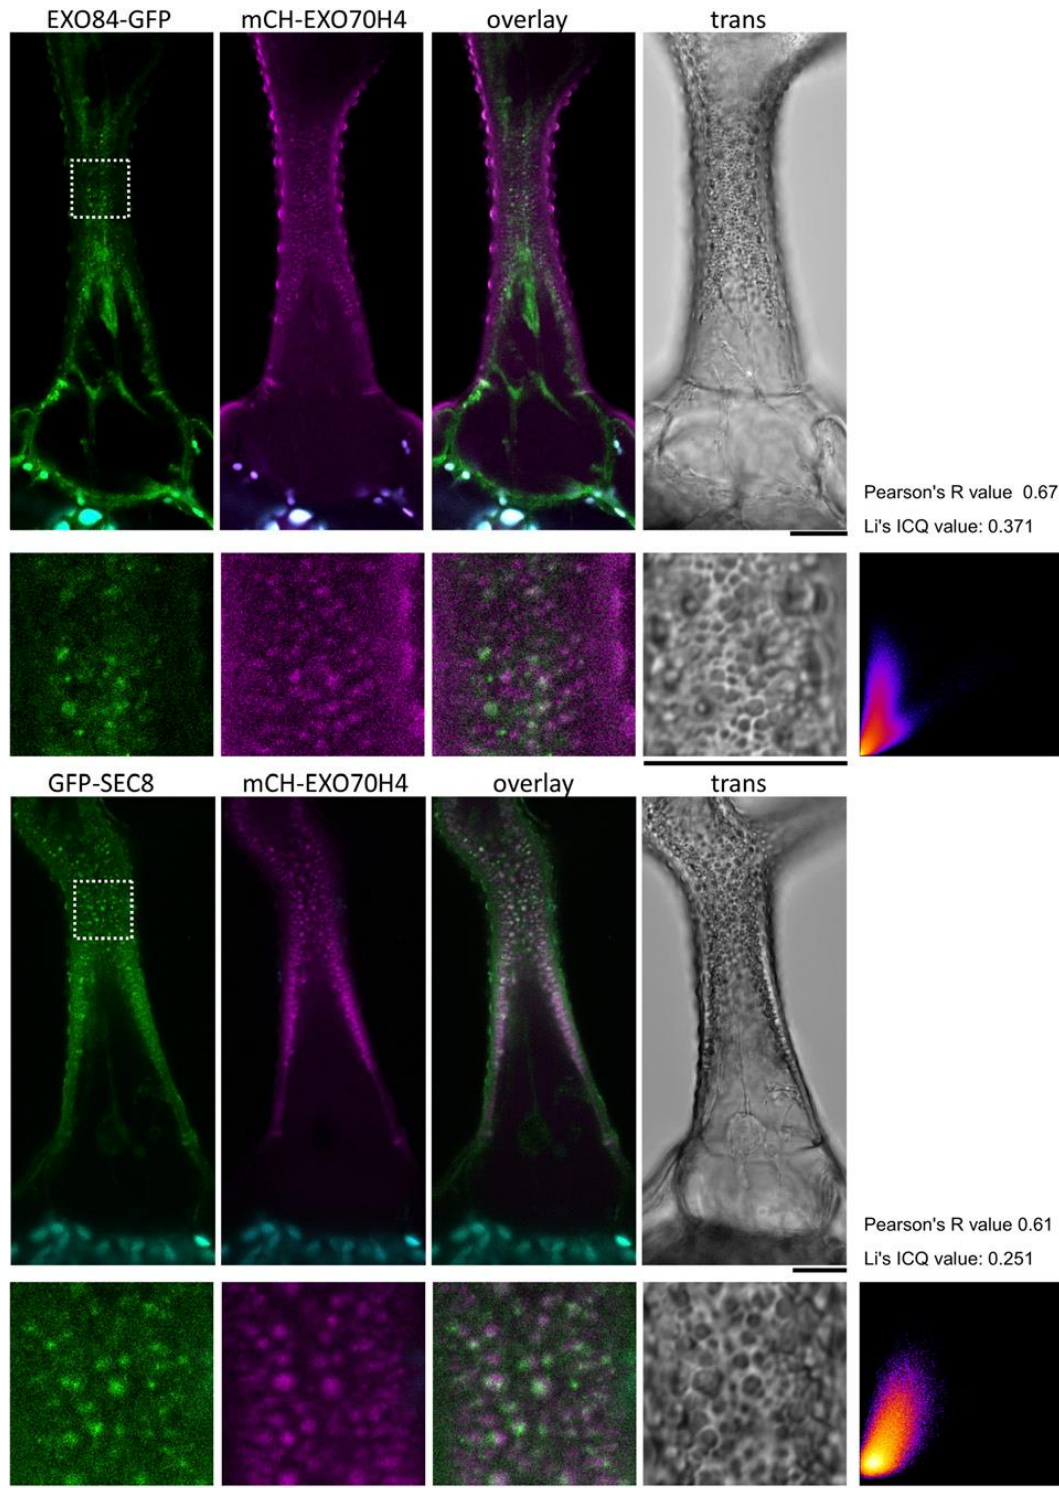 EXO84-GFP mCH-EXO70H4 overlay trans
Pearson's R value 0.67
Li's ICQ value: 0.371
GFP-SEC8 mCH-EXO70H4 overlay trans
Pearson's R value 0.61
Li's ICQ value: 0.251